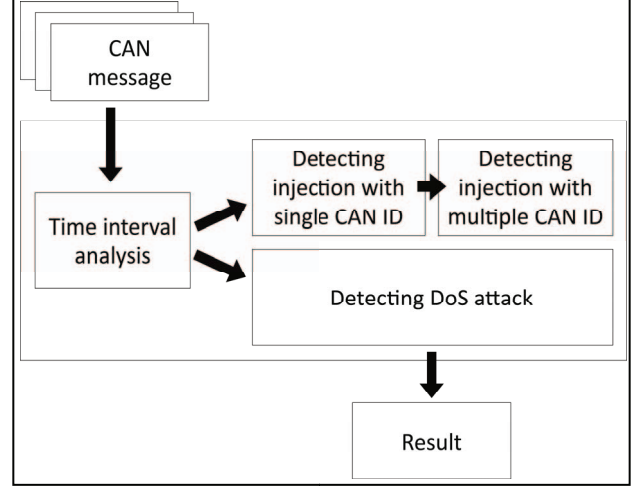 CAN
message
Time interval
analysis
Detecting
injection with
single CAN ID
Detecting
injection with
multiple CAN ID
Detecting DoS attack
Result